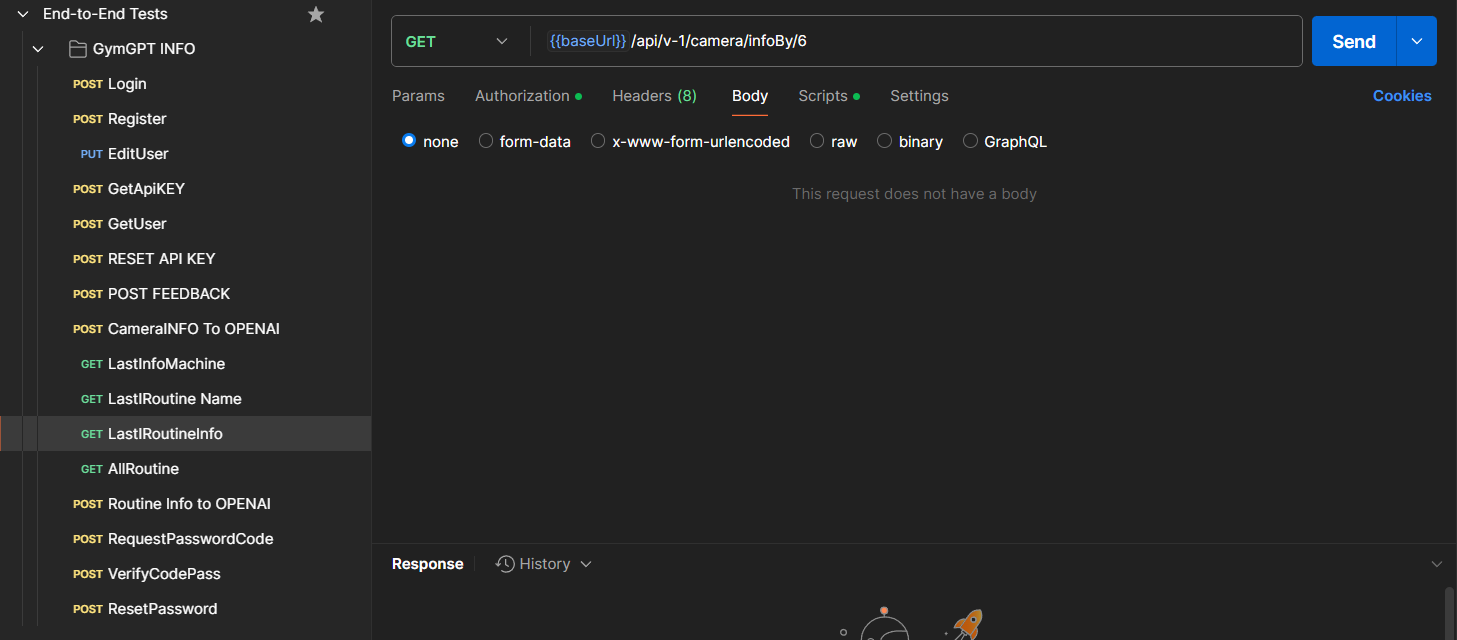 End-to-End Tests
GymGPT INFO
POST Login
POST Register
PUT EditUser
POST GetApiKEY
POST GetUser
POST RESET API KEY
POST POST FEEDBACK
POST CameraINFO To OPENAI
GET LastInfoMachine
GET LastIRoutine Name
GET LastIRoutineInfo
GET AllRoutine
POST Routine Info to OPENAI
POST RequestPasswordCode
POST VerifyCodePass
POST ResetPassword
GET {{baseUrl}} /api/v-1/camera/infoBy/6 Send
Params Authorization Headers (8) Body Scripts Settings Cookies
none form-data x-www-form-urlencoded raw binary GraphQL
This request does not have a body
Response History